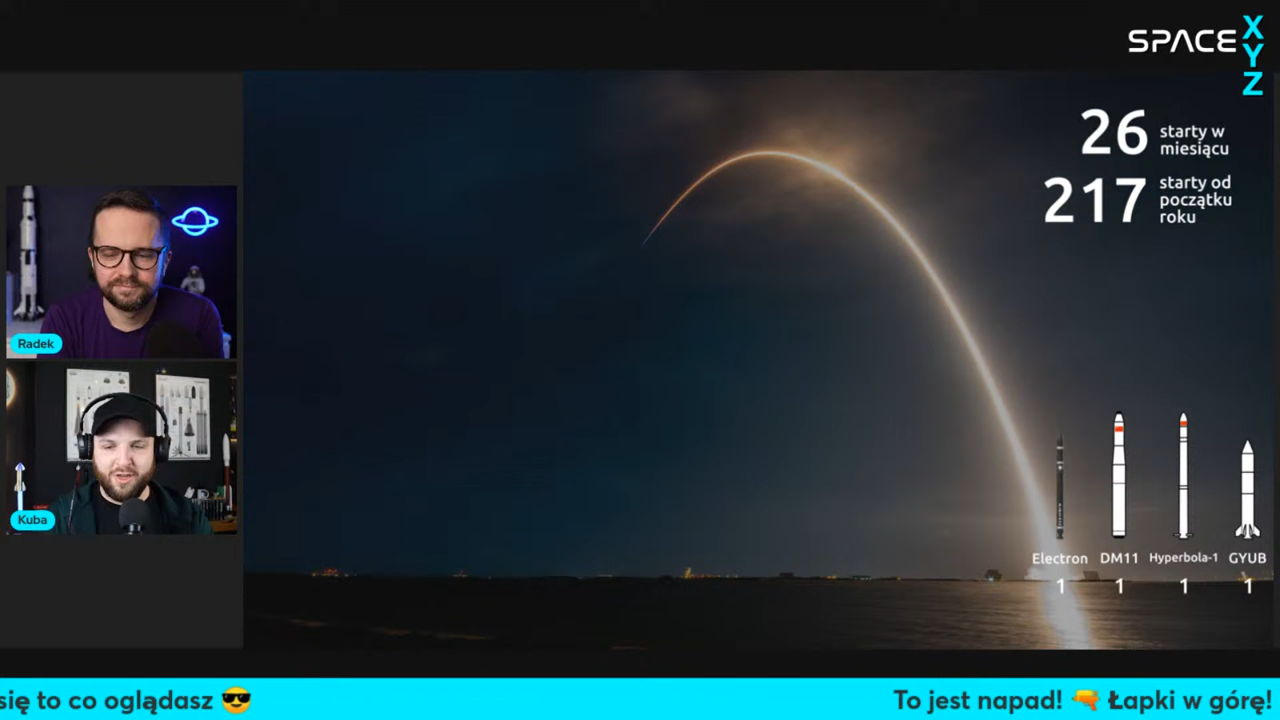 SPACE
X
Y
Z
26 starty w
miesiącu
217 starty od
początku
roku
Radek
Kuba
Electron DM11 Hyperbola-1 GYUB
1 1 1 1
się to co oglądasz 😎 To jest napad! 🔫 Łapki w górę!